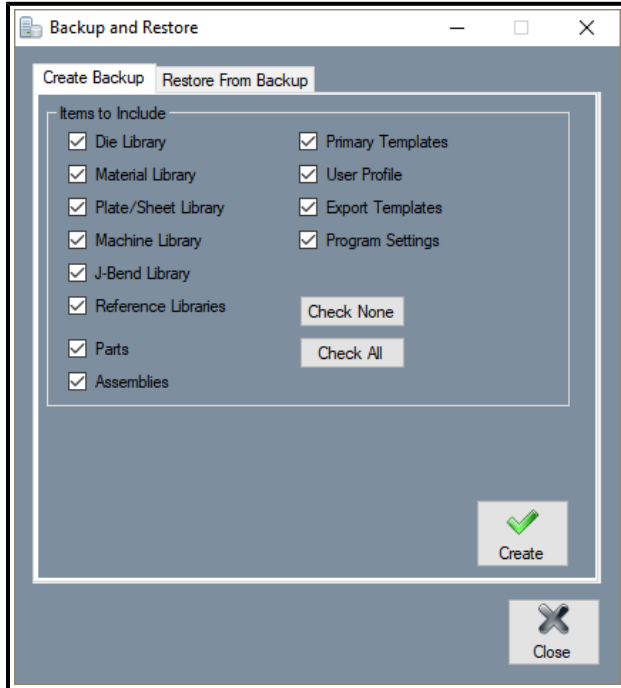 Backup and Restore
Create Backup
Restore From Backup
Items to Include
Die Library
Material Library
Plate/Sheet Library
Machine Library
J-Bend Library
Reference Libraries
Parts
Assemblies
Primary Templates
User Profile
Export Templates
Program Settings
Check None
Check All
Create
Close